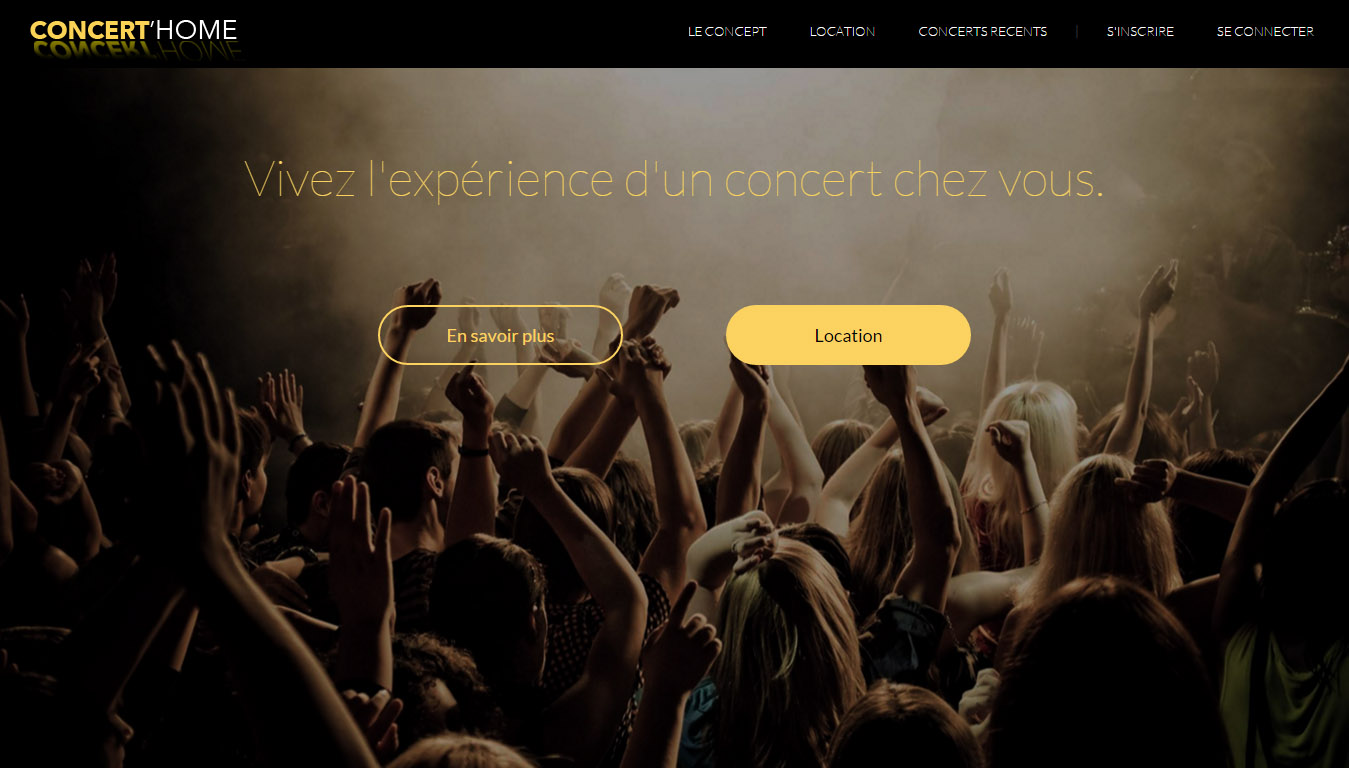 CONCERT'HOME
LE CONCEPT LOCATION CONCERTS RECENTS | S'INSCRIRE SE CONNECTER
Vivez l'expérience d'un concert chez vous.
En savoir plus Location